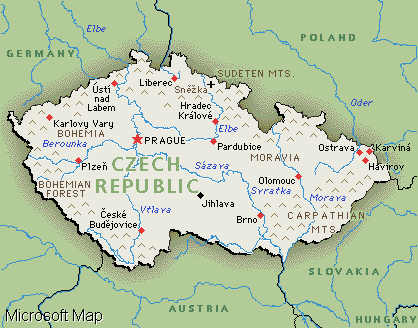 Elbe
GERMANY
POLAND
SUDETEN MTS.
Liberec
Sněžka
Ústí
nad
Labem
Hradec
Králové
Oder
Karlovy Vary
Elbe
BOHEMIA
Berounka
PRAGUE
Pardubice
Ostrava
Karviná
Havírov
MORAVIA
Plzeň
CZECH
REPUBLIC
Sázava
Olomouc
BOHEMIAN
FOREST
Svratka
Morava
Jihlava
Vltava
České
Budějovice
Brno
CARPATHIAN
MTS.
SLOVAKIA
AUSTRIA
HUNGARY
Microsoft Map